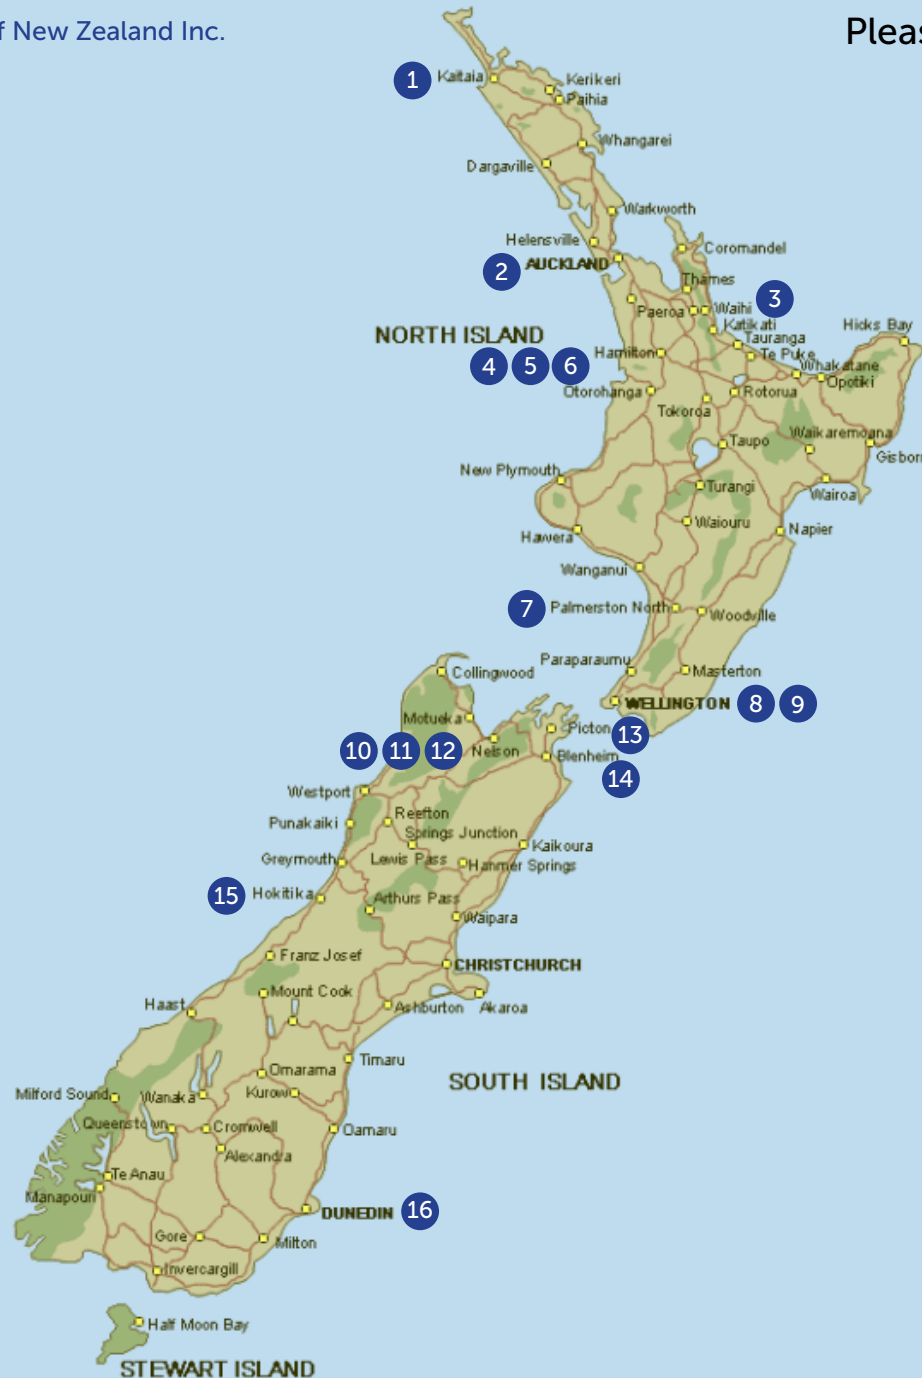 f New Zealand Inc.
Pleas
1 Kaitaia
Kerikeri
Paihia
Whangarei
Dargaville
Warkworth
Helensville
Coromandel
2 AUCKLAND
Thames
Paeroa Waihi 3
Katikati
NORTH ISLAND
Hicks Bay
Tauranga
Hamilton
Te Puke
4 5 6
Whakatane
Opotiki
Otorohanga
Rotorua
Tokoroa
Taupo
Waikaremoana
Gisborn
New Plymouth
Turangi
Wairoa
Waiouru
Napier
Hawera
Wanganui
7 Palmerston North
Woodville
Paraparaumu
Masterton
Collingwood
WELLINGTON 8 9
Motueka
Picton 13
10 11 12
Nelson
Blenheim
14
Westport
Reefton
Punakaiki
Springs Junction
Kaikoura
Greymouth
Lewis Pass
Hanmer Springs
15 Hokitika
Arthurs Pass
Waipara
Franz Josef
CHRISTCHURCH
Mount Cook
Haast
Ashburton
Akaroa
Timaru
Omarama
SOUTH ISLAND
Milford Sound
Wanaka
Kurow
Queenstown
Cromwell
Oamaru
Alexandra
Te Anau
Manapouri
DUNEDIN 16
Gore
Milton
Invercargill
Half Moon Bay
STEWART ISLAND